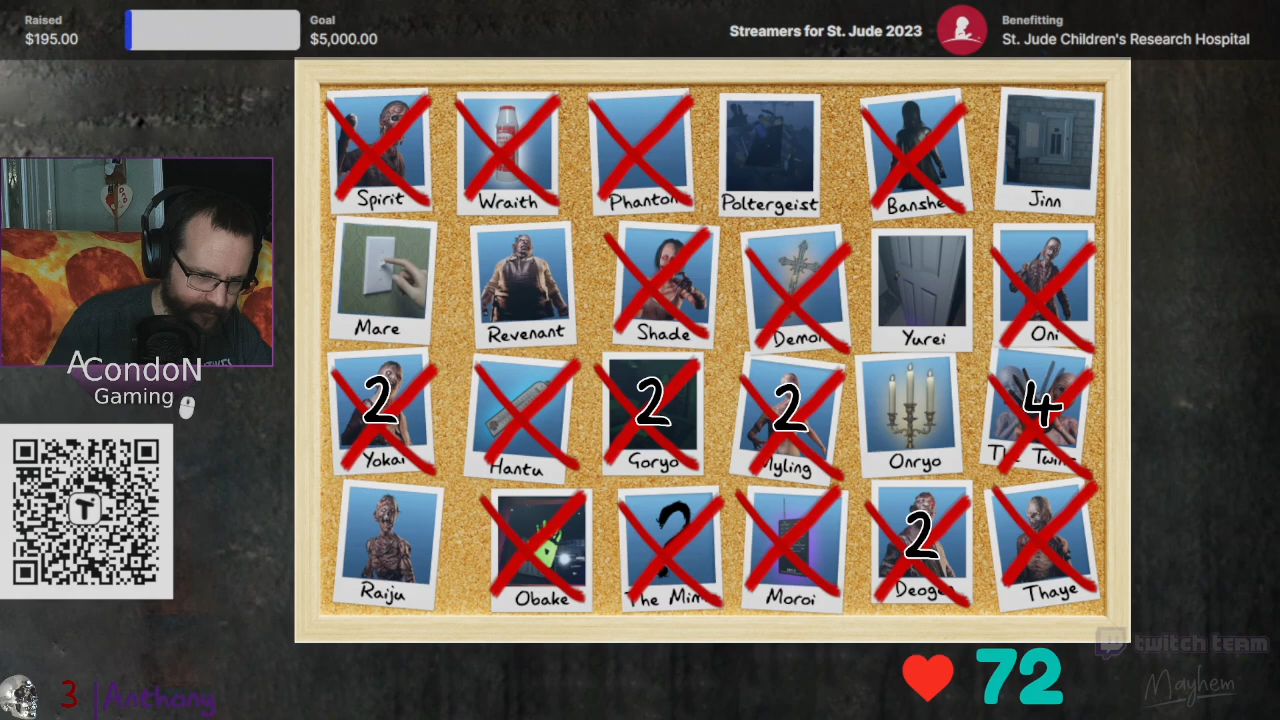 Raised
$195.00
Goal
$5,000.00
Streamers for St. Jude 2023
Benefitting
St. Jude Children's Research Hospital
Spirit
Wraith
Phantom
Poltergeist
Banshee
Jinn
Mare
Revenant
Shade
Demon
Yurei
Oni
2
Yokai
Hantu
2
Goryo
2
Myling
Onryo
4
The Twins
Raiju
Obake
?
The Mimic
Moroi
2
Deogen
Thaye
ACondoN
Gaming
T
3 | Anthony
72
twitch team
Mayhem